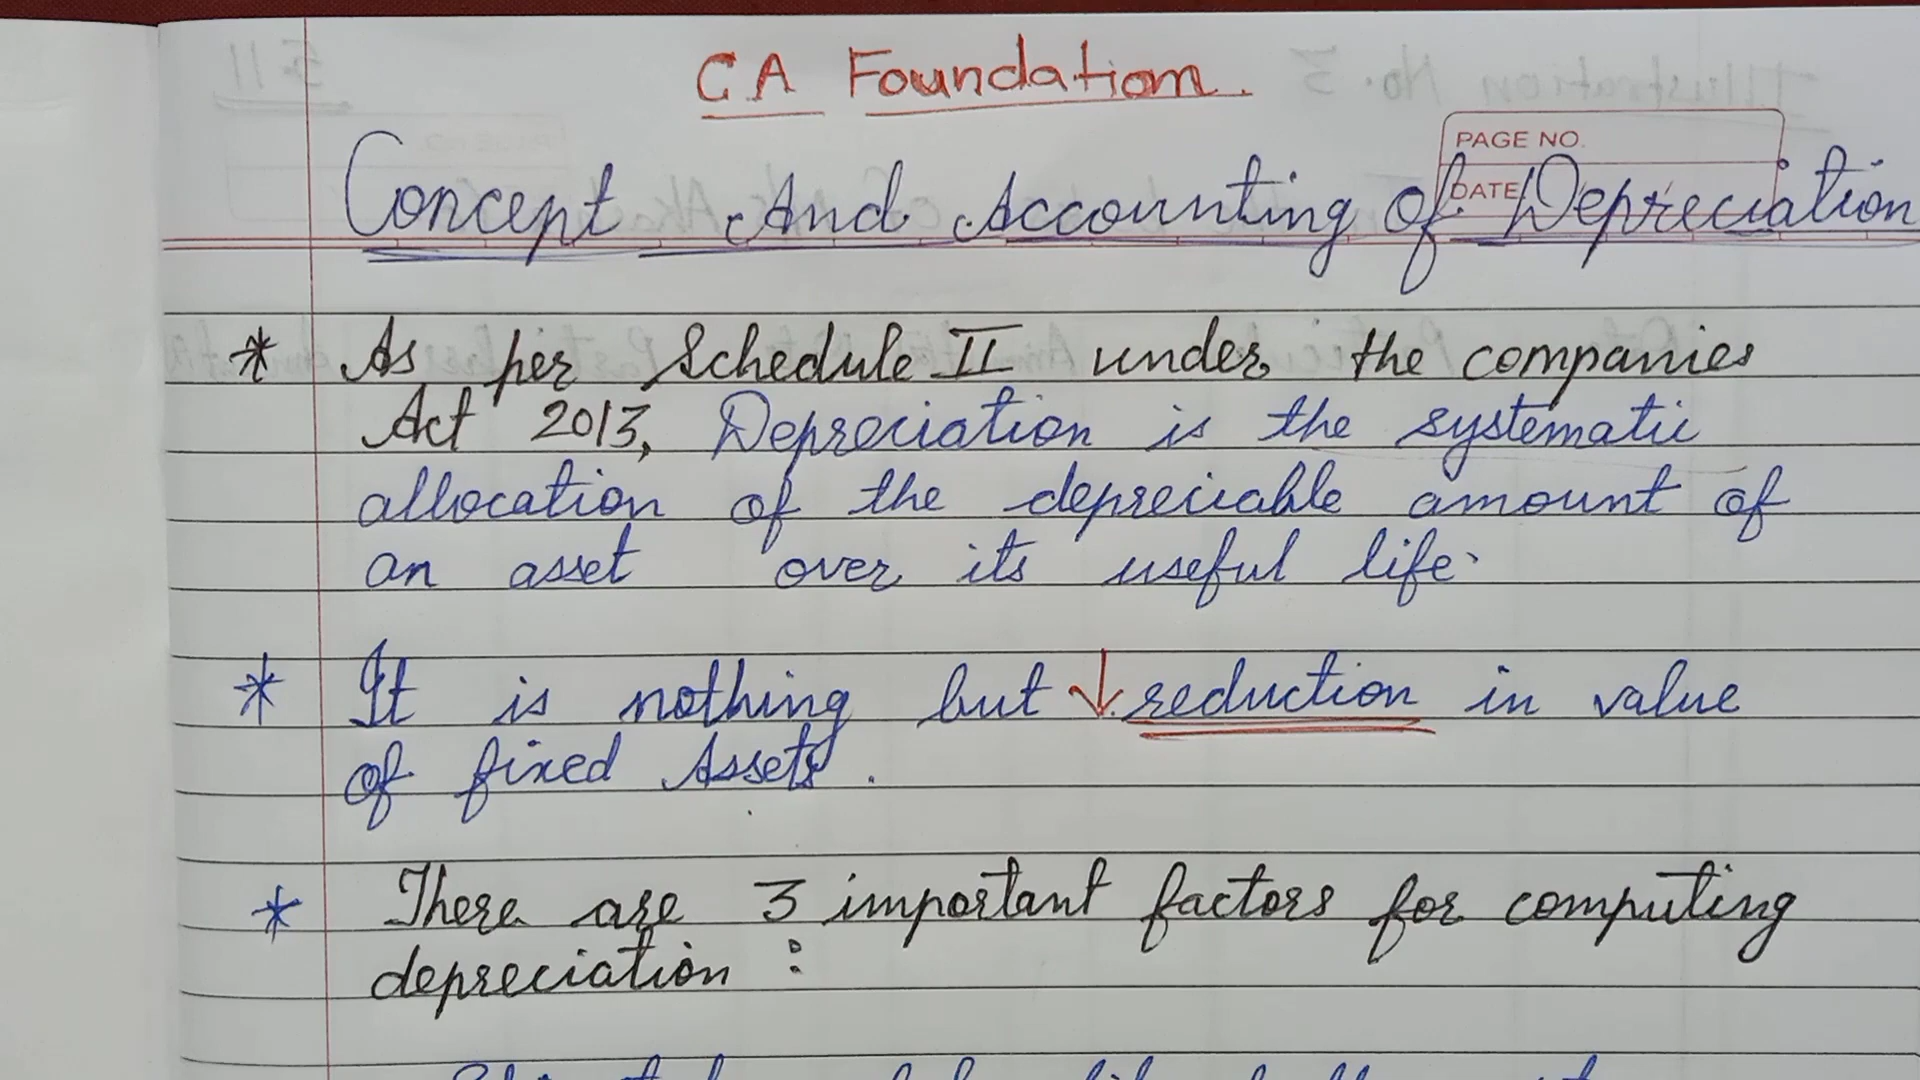 CA Foundation.
PAGE NO.
DATE
Concept And Accounting of Depreciation
* As per Schedule II under the companies
Act 2013, Depreciation is the systematic
allocation of the depreciable amount of
an asset over its useful life.
* It is nothing but ↓ reduction in value
of fixed Assets.
* There are 3 important factors for computing
depreciation :